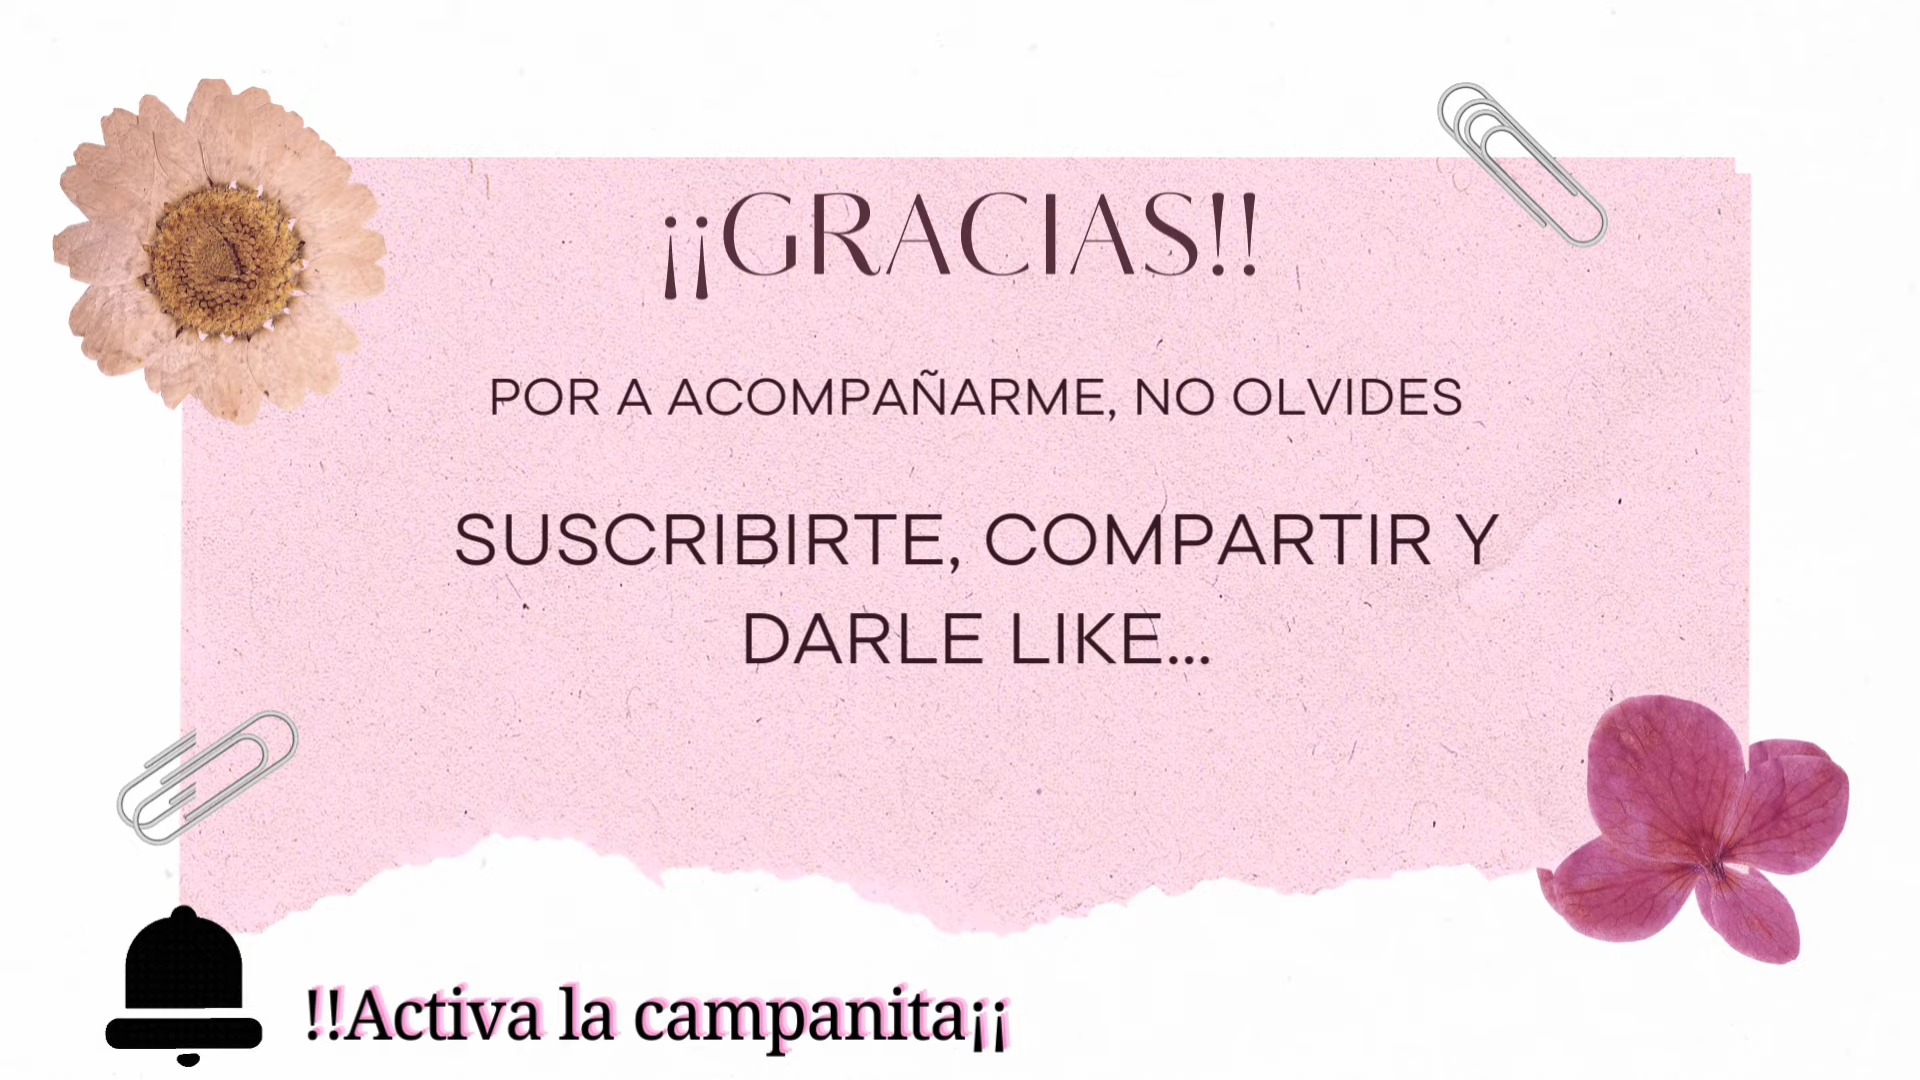 ¡¡GRACIAS!!
POR A ACOMPAÑARME, NO OLVIDES
SUSCRIBIRTE, COMPARTIR Y
DARLE LIKE...
!!Activa la campanita¡¡